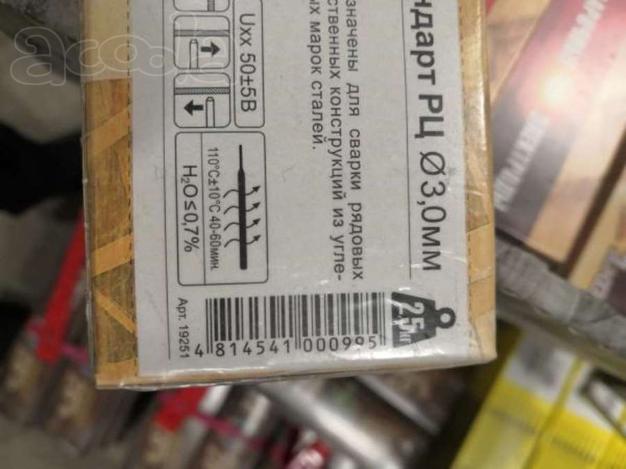 ндарт РЦ Ø3,0мм
значены для сварки рядовых
ственных конструкций из угле-
ых марок сталей.
Uxx 50±5В
110°C±10°C 40-60мин.
H₂O≤0,7%
2,5 кг
Арт. 19251
4 814541 000995